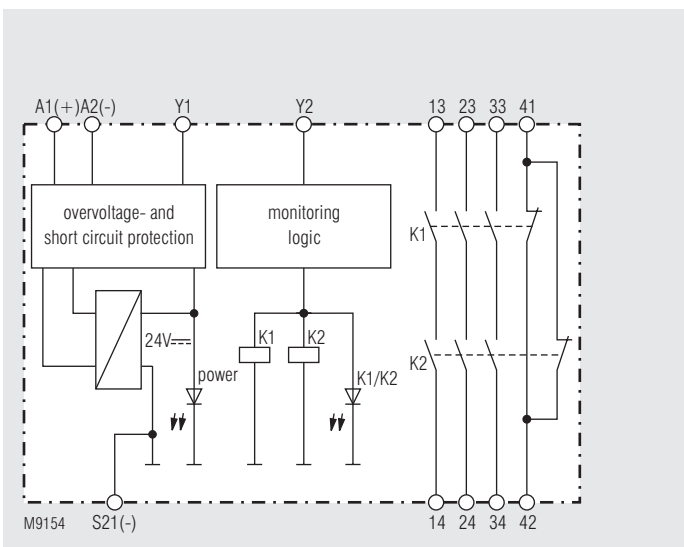 A1(+) A2(-) Y1 Y2 13 23 33 41
overvoltage- and
short circuit protection
monitoring
logic
K1
24V
K1 K2
K2
power
K1/K2
M9154 S21(-) 14 24 34 42